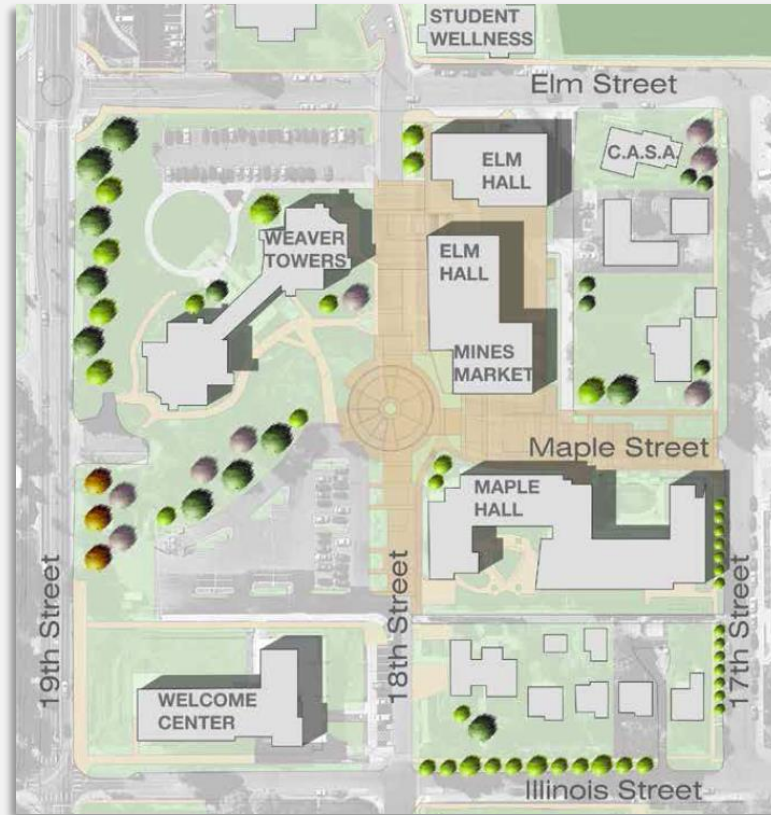 STUDENT
WELLNESS
Elm Street
ELM
HALL
C.A.S.A.
WEAVER
TOWERS
ELM
HALL
MINES
MARKET
Maple Street
MAPLE
HALL
19th Street
18th Street
17th Street
WELCOME
CENTER
Illinois Street